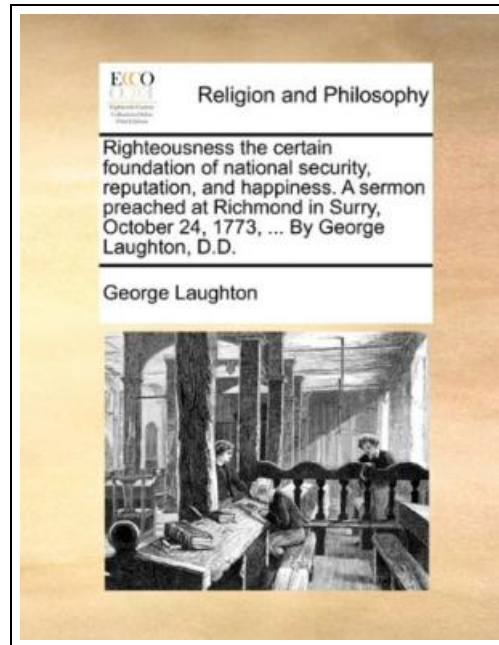 ECCO
Religion and Philosophy
Righteousness the certain
foundation of national security,
reputation, and happiness. A sermon
preached at Richmond in Surry,
October 24, 1773, ... By George
Laughton, D.D.
George Laughton